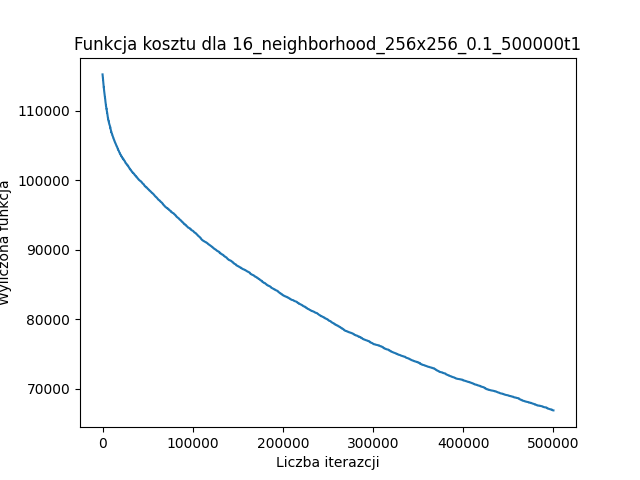 Funkcja kosztu dla 16_neighborhood_256x256_0.1_500000t1
110000
100000
90000
80000
70000
Wyliczona funkcja
0 100000 200000 300000 400000 500000
Liczba iterazcji